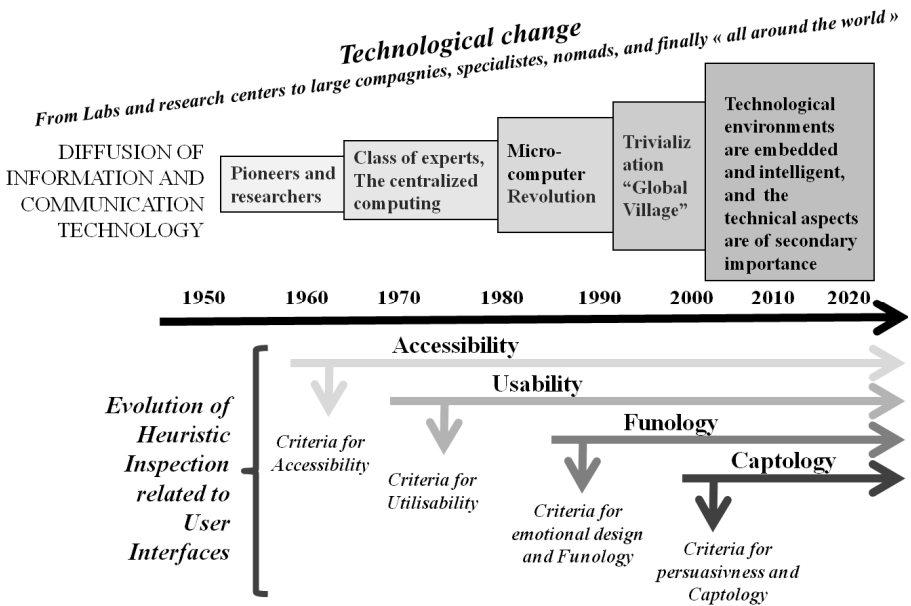 Technological change
From Labs and research centers to large compagnies, specialistes, nomads, and finally « all around the world »
DIFFUSION OF
INFORMATION AND
COMMUNICATION
TECHNOLOGY
Pioneers and
researchers
Class of experts,
The centralized
computing
Micro-
computer
Revolution
Trivializ
ation
“Global
Village”
Technological
environments
are embedded
and intelligent,
and the
technical aspects
are of secondary
importance
1950 1960 1970 1980 1990 2000 2010 2020
Evolution of
Heuristic
Inspection
related to
User
Interfaces
Accessibility
Criteria for
Accessibility
Usability
Criteria for
Utilisability
Funology
Criteria for
emotional design
and Funology
Captology
Criteria for
persuasivness and
Captology